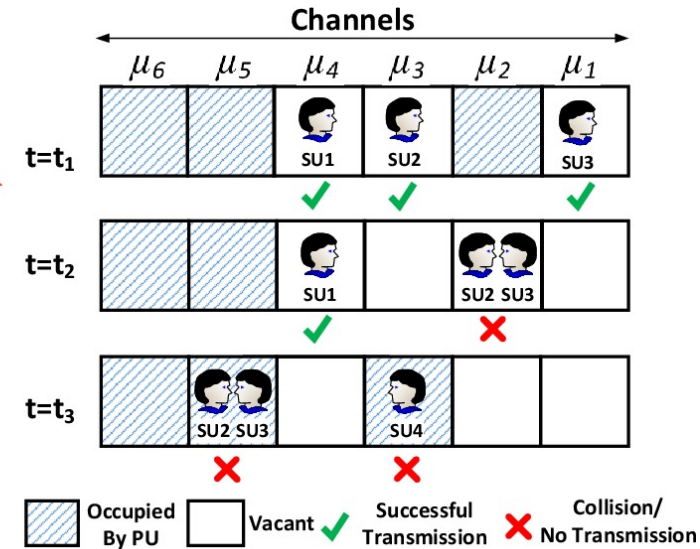 Channels
μ6 μ5 μ4 μ3 μ2 μ1
t=t1
SU1 SU2 SU3
t=t2
SU1 SU2 SU3
t=t3
SU2 SU3 SU4
Occupied By PU
Vacant
Successful Transmission
Collision/ No Transmission